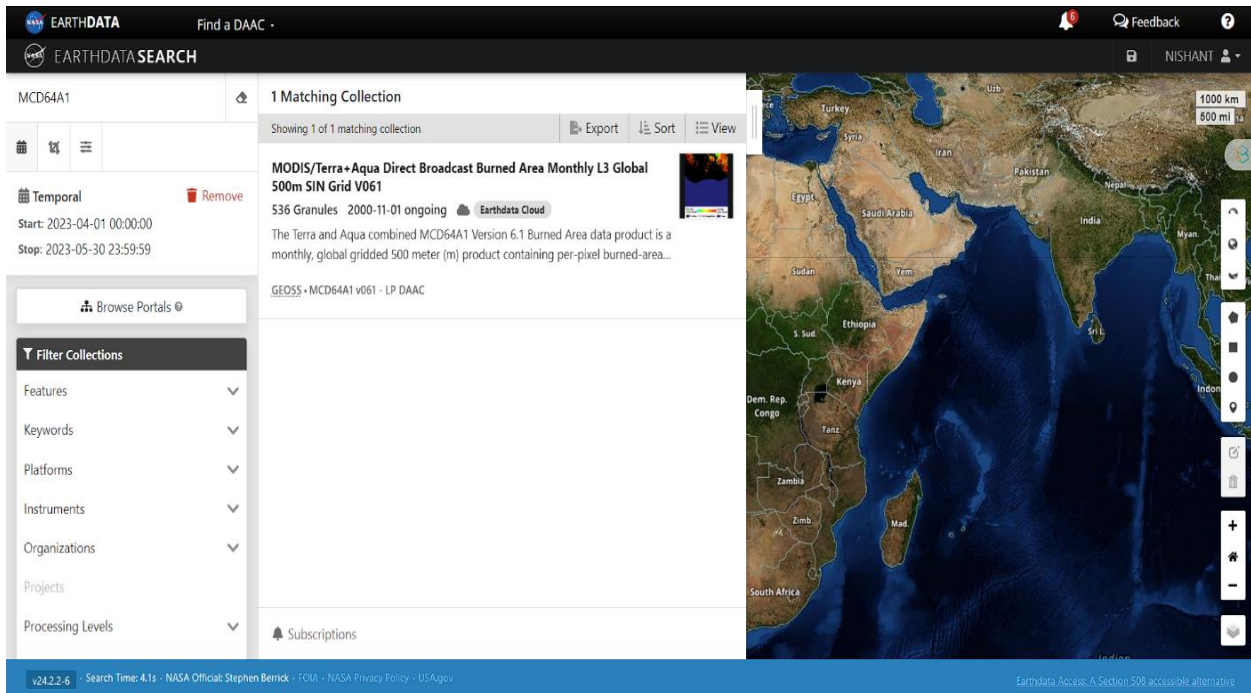 EARTHDATA Find a DAAC 6 Feedback ?
EARTHDATA SEARCH NISHANT
MCD64A1
Temporal Remove
Start: 2023-04-01 00:00:00
Stop: 2023-05-30 23:59:59
Browse Portals
Filter Collections
Features
Keywords
Platforms
Instruments
Organizations
Projects
Processing Levels
1 Matching Collection
Showing 1 of 1 matching collection Export Sort View
MODIS/Terra+Aqua Direct Broadcast Burned Area Monthly L3 Global
500m SIN Grid V061
536 Granules 2000-11-01 ongoing Earthdata Cloud
The Terra and Aqua combined MCD64A1 Version 6.1 Burned Area data product is a
monthly, global gridded 500 meter (m) product containing per-pixel burned-area...
GEOSS • MCD64A1 v061 - LP DAAC
Subscriptions
Uzb
1000 km
500 mi
Turkey
Syria
Iran
Pakistan
Nepal
Egypt
Saudi Arabia
India
Myan.
Sudan
Yem.
Thai
Ethiopia
S. Sud.
Sri L
Kenya
Indon
Dem. Rep.
Congo
Tanz.
Zambia
Zimb.
Mad.
South Africa
Indian
v24.2.2-6 · Search Time: 4.1s · NASA Official: Stephen Berrick · FOIA · NASA Privacy Policy · USA.gov
Earthdata Access: A Section 508 accessible alternative